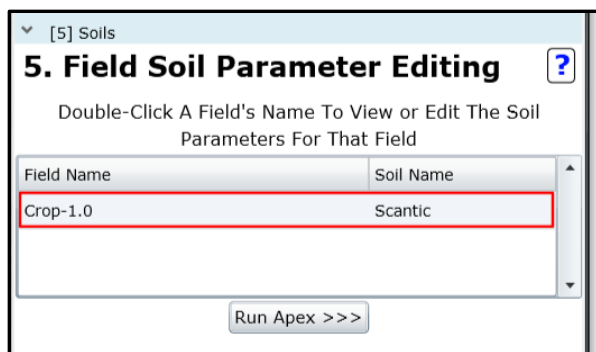 [5] Soils
5. Field Soil Parameter Editing
?
Double-Click A Field's Name To View or Edit The Soil
Parameters For That Field
Field Name Soil Name
Crop-1.0 Scantic
Run Apex >>>